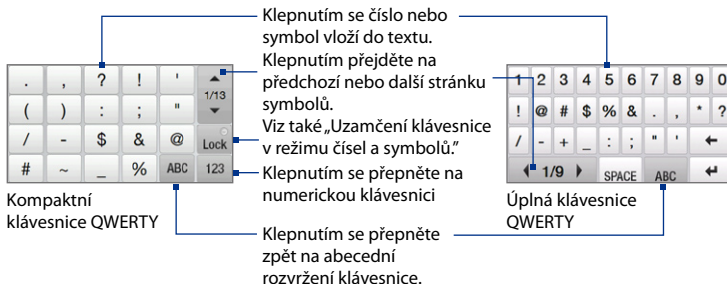 Klepnutím se číslo nebo
symbol vloží do textu.
Klepnutím přejděte na
předchozí nebo další stránku
symbolů.
Viz také „Uzamčení klávesnice
v režimu čísel a symbolů.”
Klepnutím se přepněte na
numerickou klávesnici
Klepnutím se přepněte
zpět na abecední
rozvržení klávesnice.
. , ? ! '
1/13
( ) : ; "
/ - $ & @ Lock
# ~ _ % ABC 123
Kompaktní
klávesnice QWERTY
1 2 3 4 5 6 7 8 9 0
! @ # $ % & . , * ?
/ - + _ : ; " '
1/9 SPACE ABC
Úplná klávesnice
QWERTY